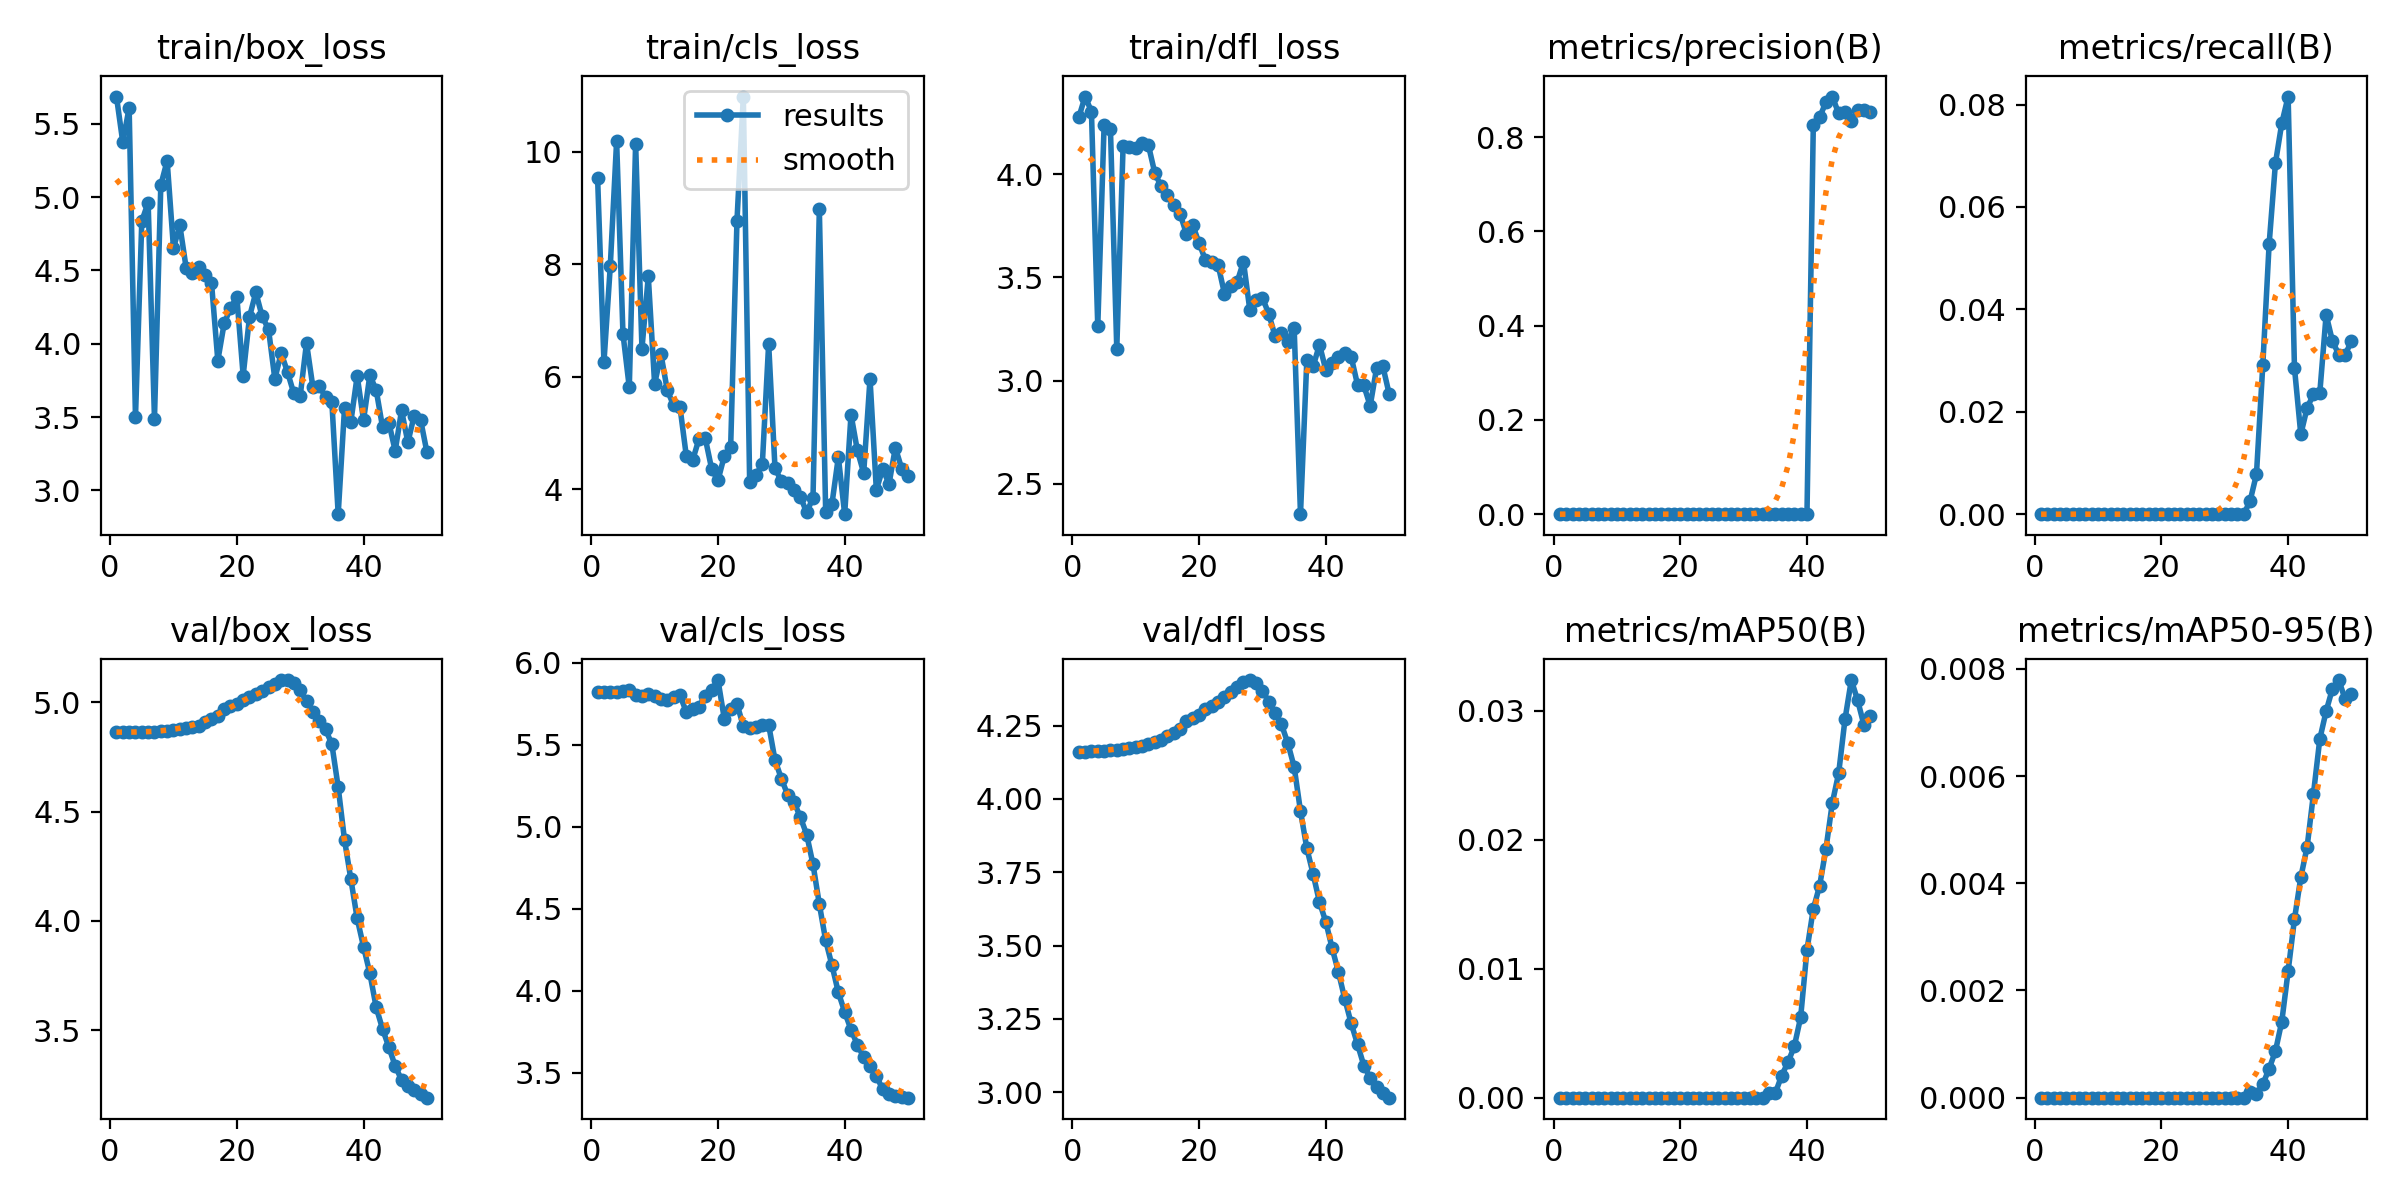 train/box_loss
train/cls_loss
train/dfl_loss
metrics/precision(B)
metrics/recall(B)
5.5
5.0
4.5
4.0
3.5
3.0
0 20 40
results
smooth
10
8
6
4
0 20 40
4.0
3.5
3.0
2.5
0 20 40
0.8
0.6
0.4
0.2
0.0
0 20 40
0.08
0.06
0.04
0.02
0.00
0 20 40
val/box_loss
val/cls_loss
val/dfl_loss
metrics/mAP50(B)
metrics/mAP50-95(B)
5.0
4.5
4.0
3.5
0 20 40
6.0
5.5
5.0
4.5
4.0
3.5
0 20 40
4.25
4.00
3.75
3.50
3.25
3.00
0 20 40
0.03
0.02
0.01
0.00
0 20 40
0.008
0.006
0.004
0.002
0.000
0 20 40